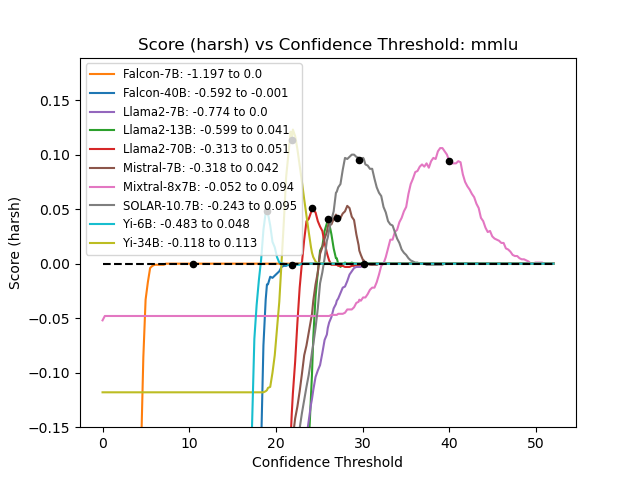 Score (harsh) vs Confidence Threshold: mmlu
Falcon-7B: -1.197 to 0.0
Falcon-40B: -0.592 to -0.001
Llama2-7B: -0.774 to 0.0
Llama2-13B: -0.599 to 0.041
Llama2-70B: -0.313 to 0.051
Mistral-7B: -0.318 to 0.042
Mixtral-8x7B: -0.052 to 0.094
SOLAR-10.7B: -0.243 to 0.095
Yi-6B: -0.483 to 0.048
Yi-34B: -0.118 to 0.113
Score (harsh)
0.15
0.10
0.05
0.00
−0.05
−0.10
−0.15
0 10 20 30 40 50
Confidence Threshold